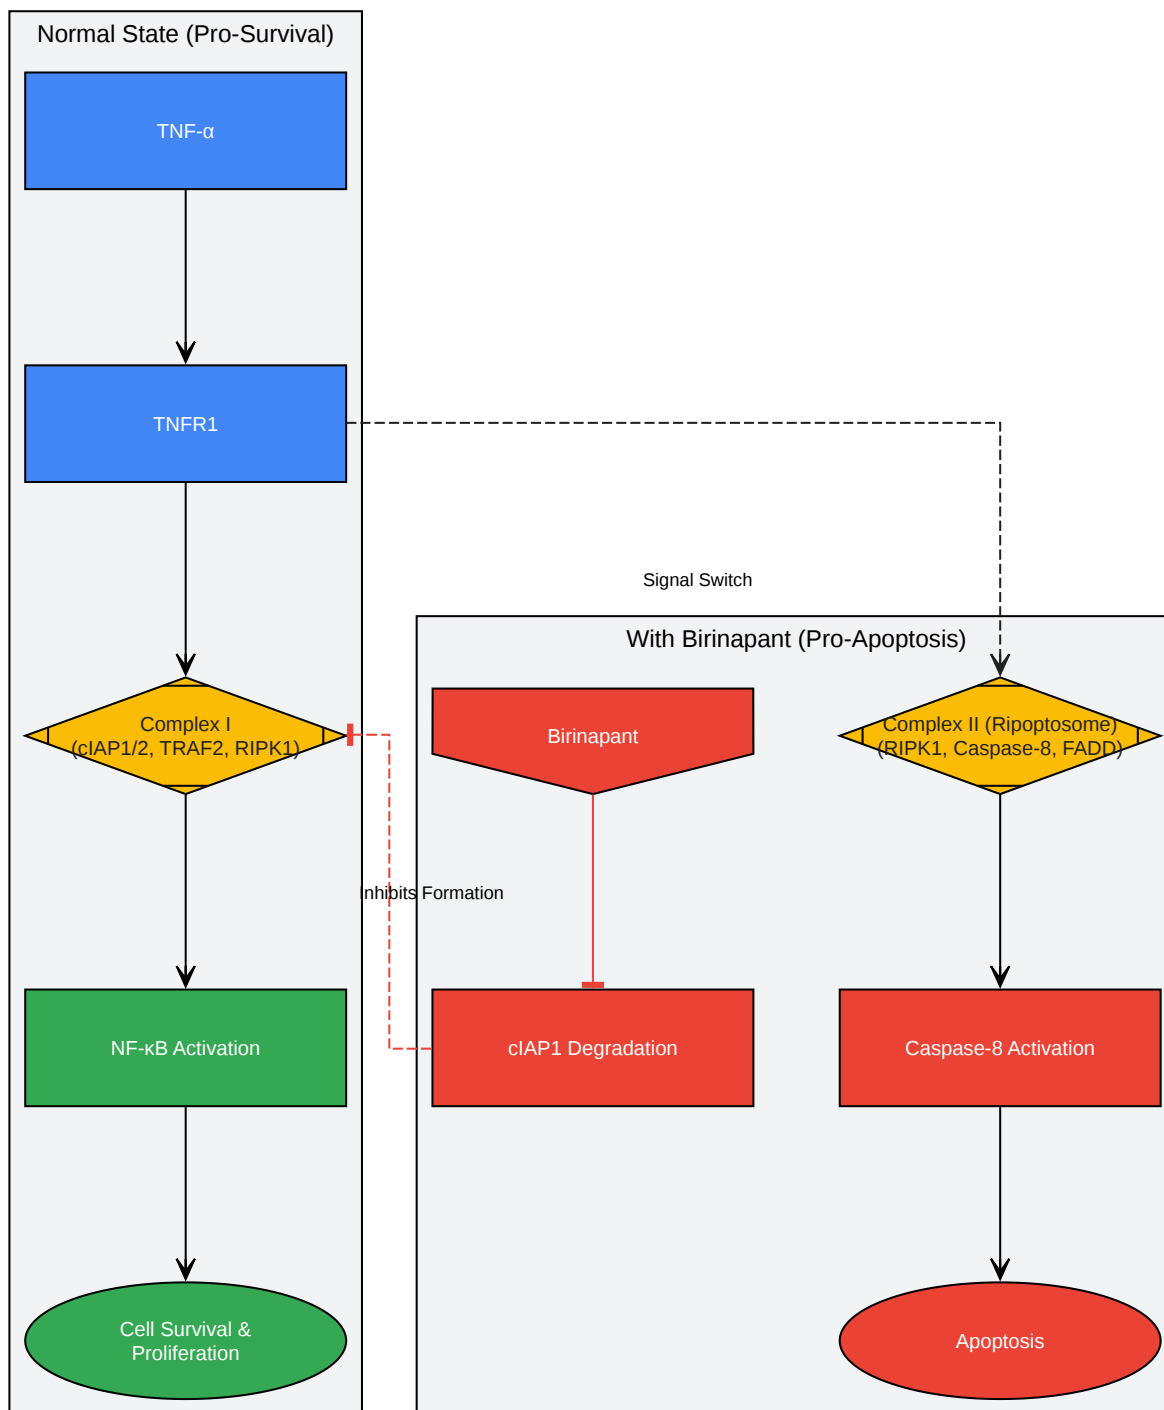 Normal State (Pro-Survival)
TNF-α
TNFR1
Signal Switch
With Birinapant (Pro-Apoptosis)
Complex I
(cIAP1/2, TRAF2, RIPK1)
Birinapant
Complex II (Ripoptosome)
(RIPK1, Caspase-8, FADD)
Inhibits Formation
NF-κB Activation
cIAP1 Degradation
Caspase-8 Activation
Cell Survival &
Proliferation
Apoptosis